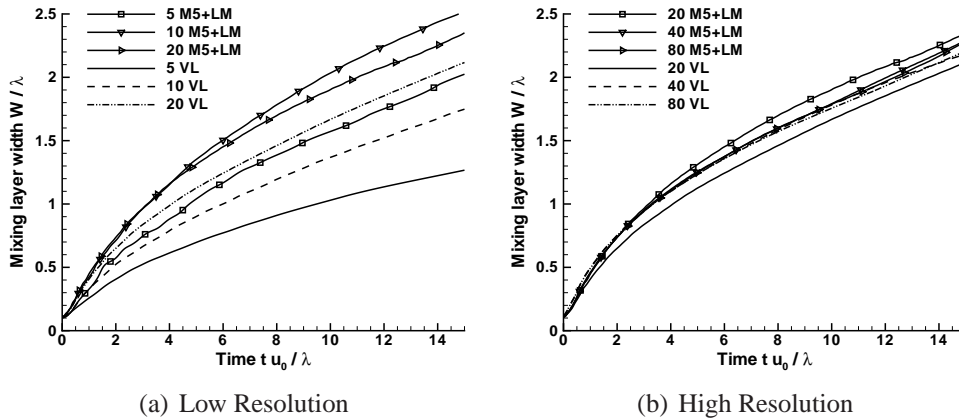 5 M5+LM
10 M5+LM
20 M5+LM
5 VL
10 VL
20 VL
Mixing layer width W / λ
2.5
2
1.5
1
0.5
0
0 2 4 6 8 10 12 14
Time t u₀ / λ
(a) Low Resolution
20 M5+LM
40 M5+LM
80 M5+LM
20 VL
40 VL
80 VL
Mixing layer width W / λ
2.5
2
1.5
1
0.5
0
0 2 4 6 8 10 12 14
Time t u₀ / λ
(b) High Resolution